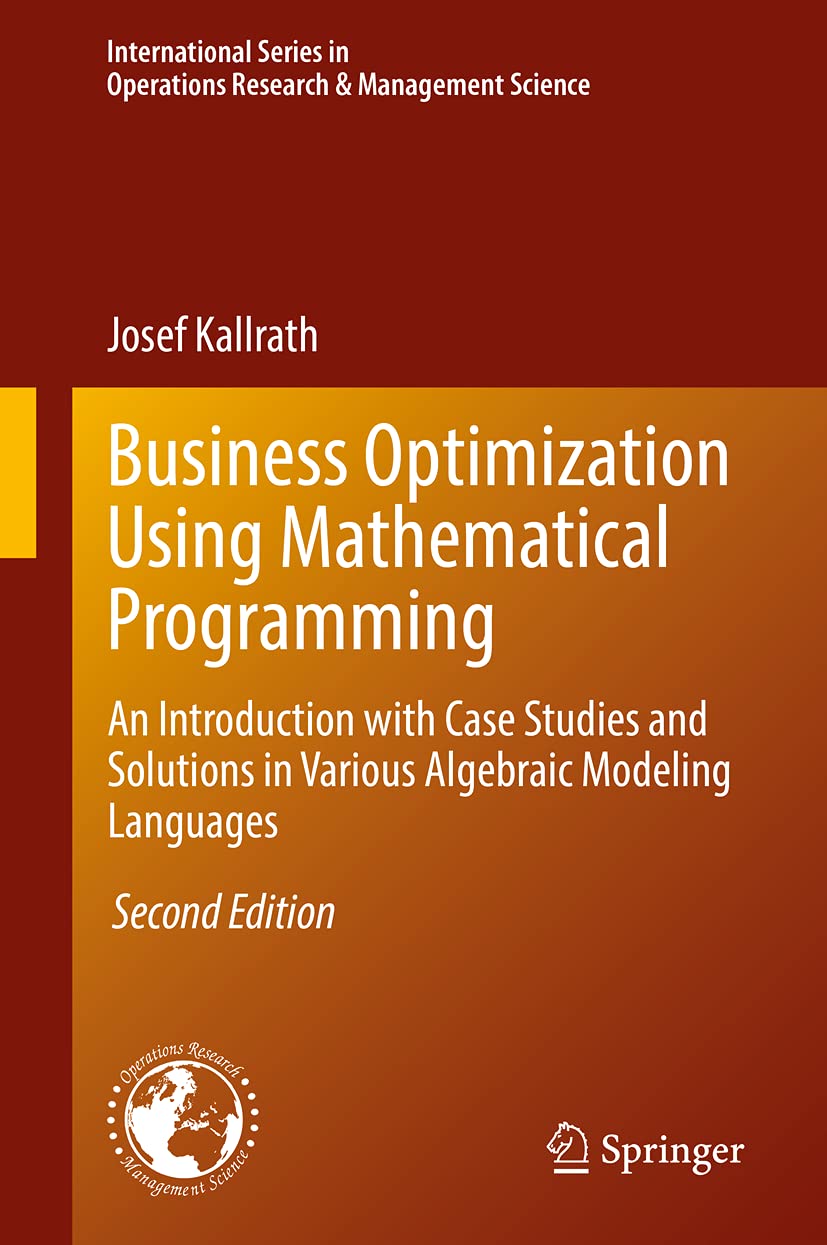 International Series in
Operations Research & Management Science
Josef Kallrath
Business Optimization
Using Mathematical
Programming
An Introduction with Case Studies and
Solutions in Various Algebraic Modeling
Languages
Second Edition
Operations Research
Management Science
Springer